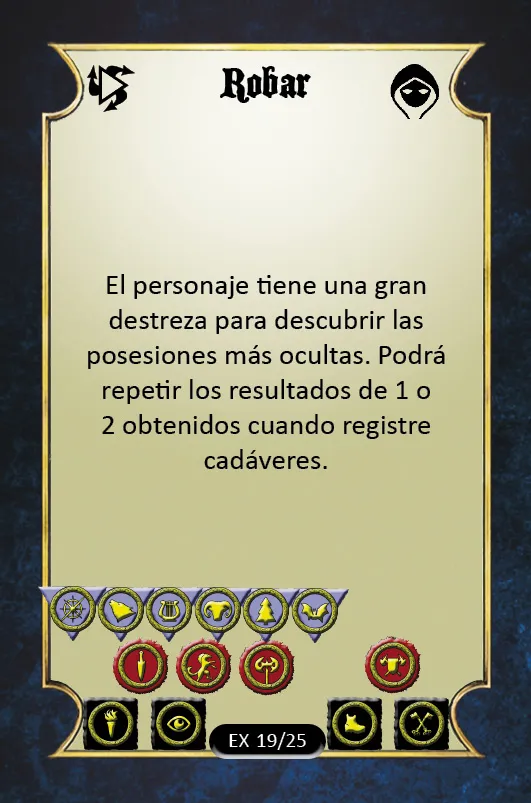 Robar
El personaje tiene una gran
destreza para descubrir las
posesiones más ocultas. Podrá
repetir los resultados de 1 o
2 obtenidos cuando registre
cadáveres.
EX 19/25